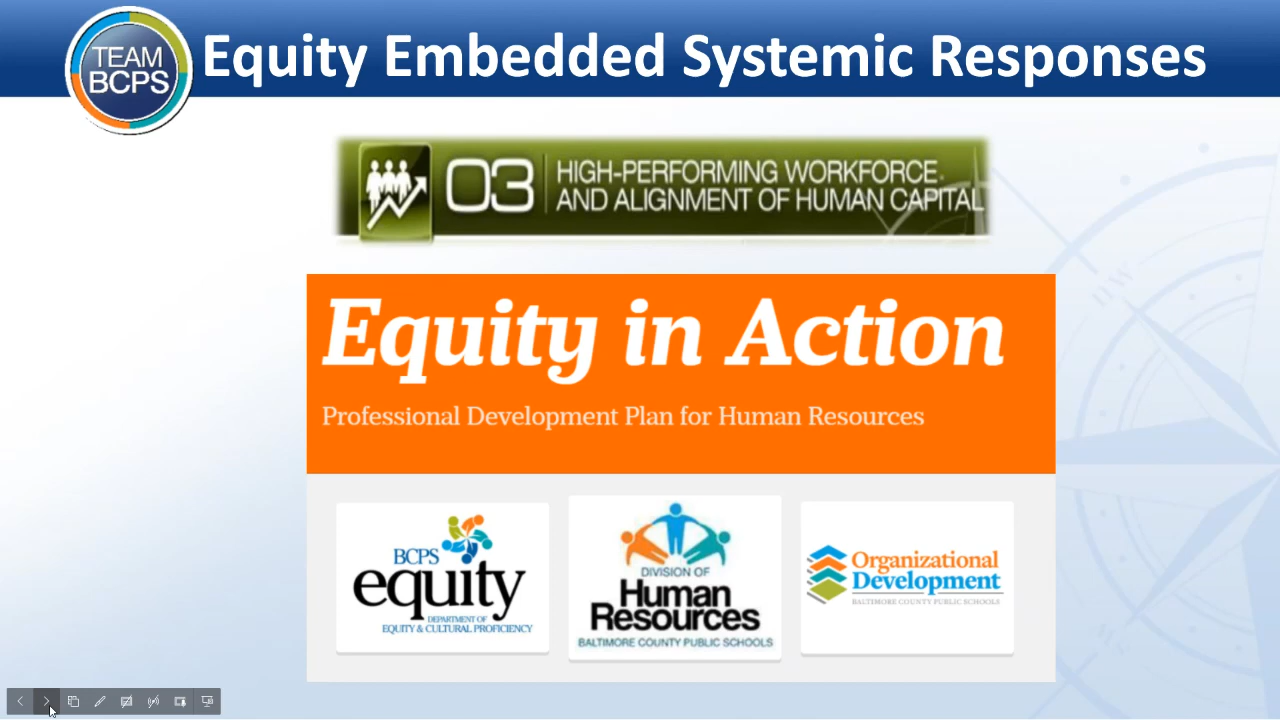 TEAM
BCPS
Equity Embedded Systemic Responses
03
HIGH-PERFORMING WORKFORCE
AND ALIGNMENT OF HUMAN CAPITAL
NW
Equity in Action
Professional Development Plan for Human Resources
BCPS
equity
DEPARTMENT OF
EQUITY & CULTURAL PROFICIENCY
DIVISION OF
Human
Resources
BALTIMORE COUNTY PUBLIC SCHOOLS
Organizational
Development
BALTIMORE COUNTY PUBLIC SCHOOLS